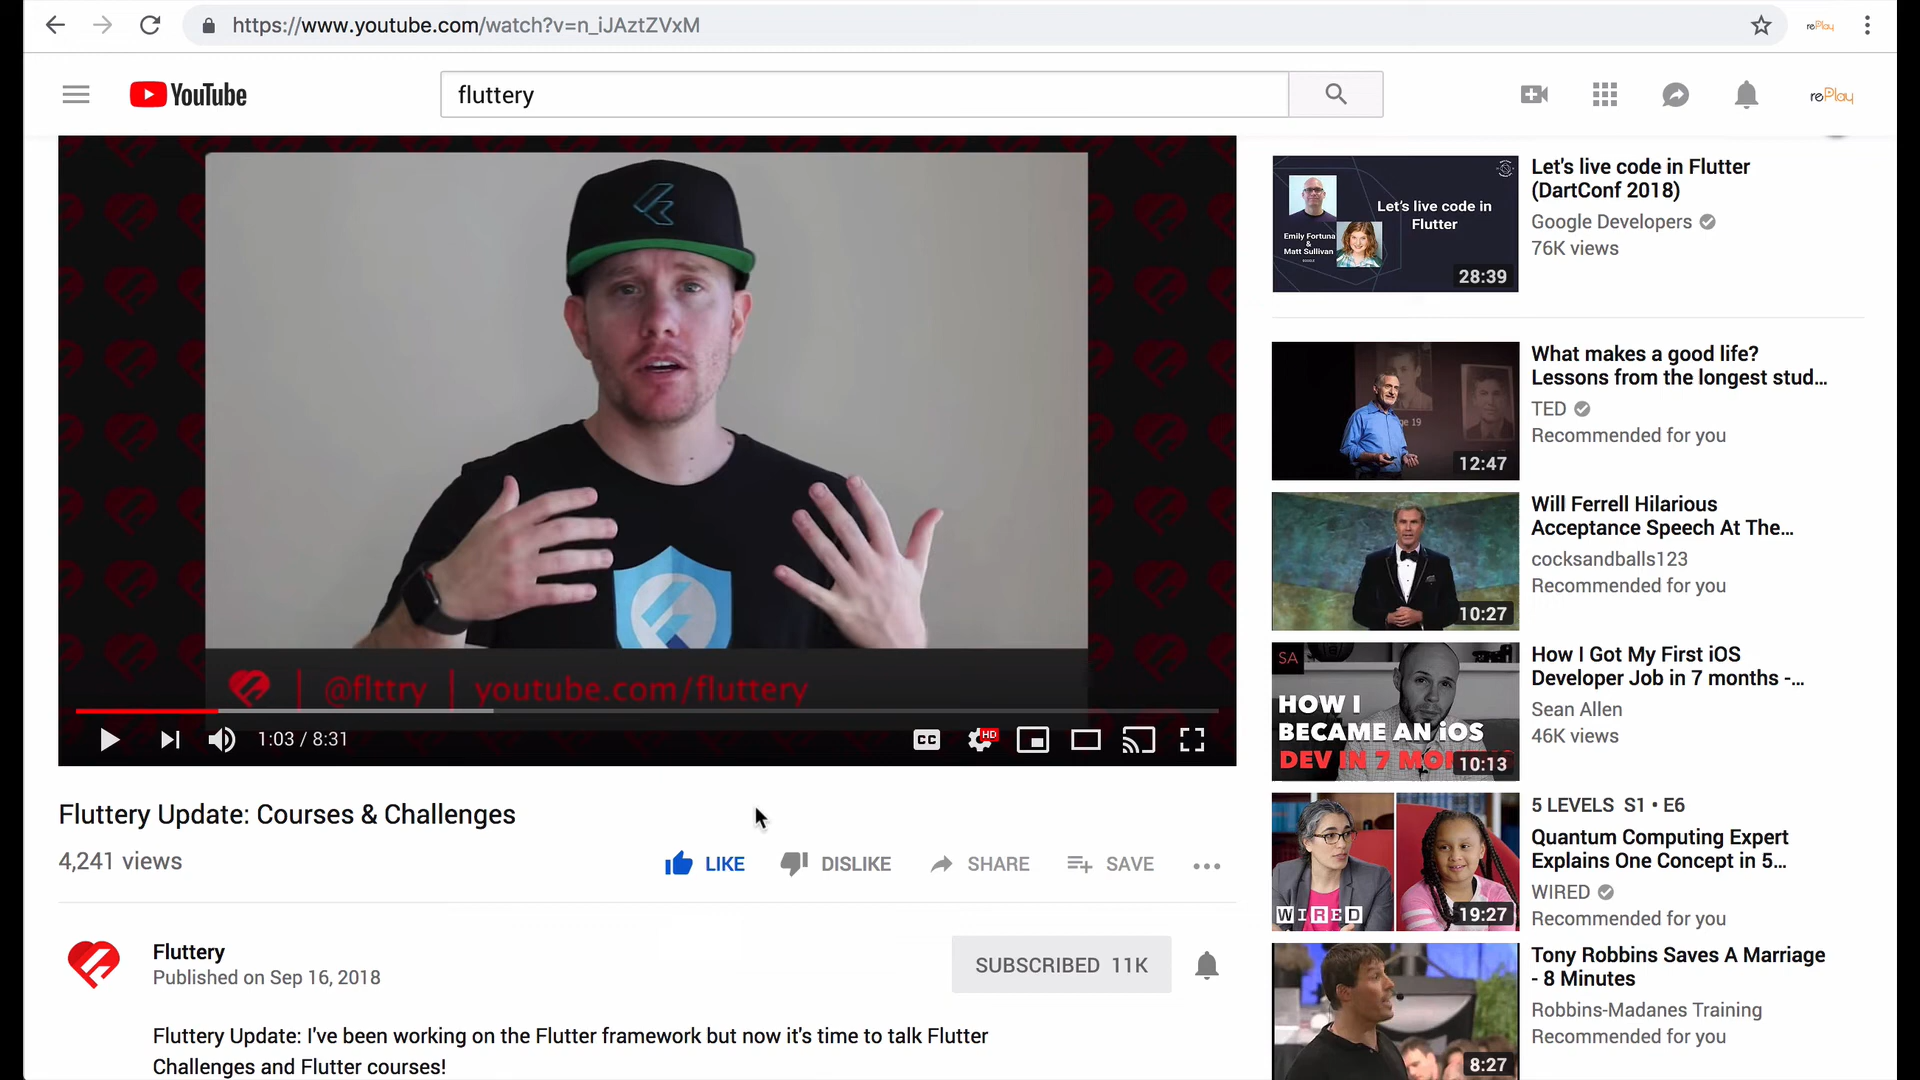 https://www.youtube.com/watch?v=n_iJAztZVxM
rePlay
YouTube
fluttery
rePlay
@flttry | youtube.com/fluttery
1:03 / 8:31
CC
HD
Fluttery Update: Courses & Challenges
4,241 views
LIKE
DISLIKE
SHARE
SAVE
Fluttery
Published on Sep 16, 2018
SUBSCRIBED 11K
Fluttery Update: I've been working on the Flutter framework but now it's time to talk Flutter
Challenges and Flutter courses!
Let's live code in
Flutter
Emily Fortuna
&
Matt Sullivan
GOOGLE
28:39
Let's live code in Flutter
(DartConf 2018)
Google Developers
76K views
12:47
What makes a good life?
Lessons from the longest stud...
TED
Recommended for you
10:27
Will Ferrell Hilarious
Acceptance Speech At The...
cocksandballs123
Recommended for you
SA
HOW I
BECAME AN iOS
DEV IN 7
10:13
How I Got My First iOS
Developer Job in 7 months -...
Sean Allen
46K views
WIRED
19:27
5 LEVELS S1 • E6
Quantum Computing Expert
Explains One Concept in 5...
WIRED
Recommended for you
8:27
Tony Robbins Saves A Marriage
- 8 Minutes
Robbins-Madanes Training
Recommended for you